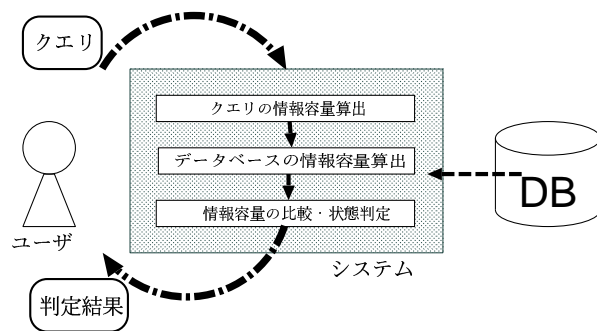 クエリ
クエリの情報容量算出
データベースの情報容量算出
DB
情報容量の比較・状態判定
ユーザ
システム
判定結果